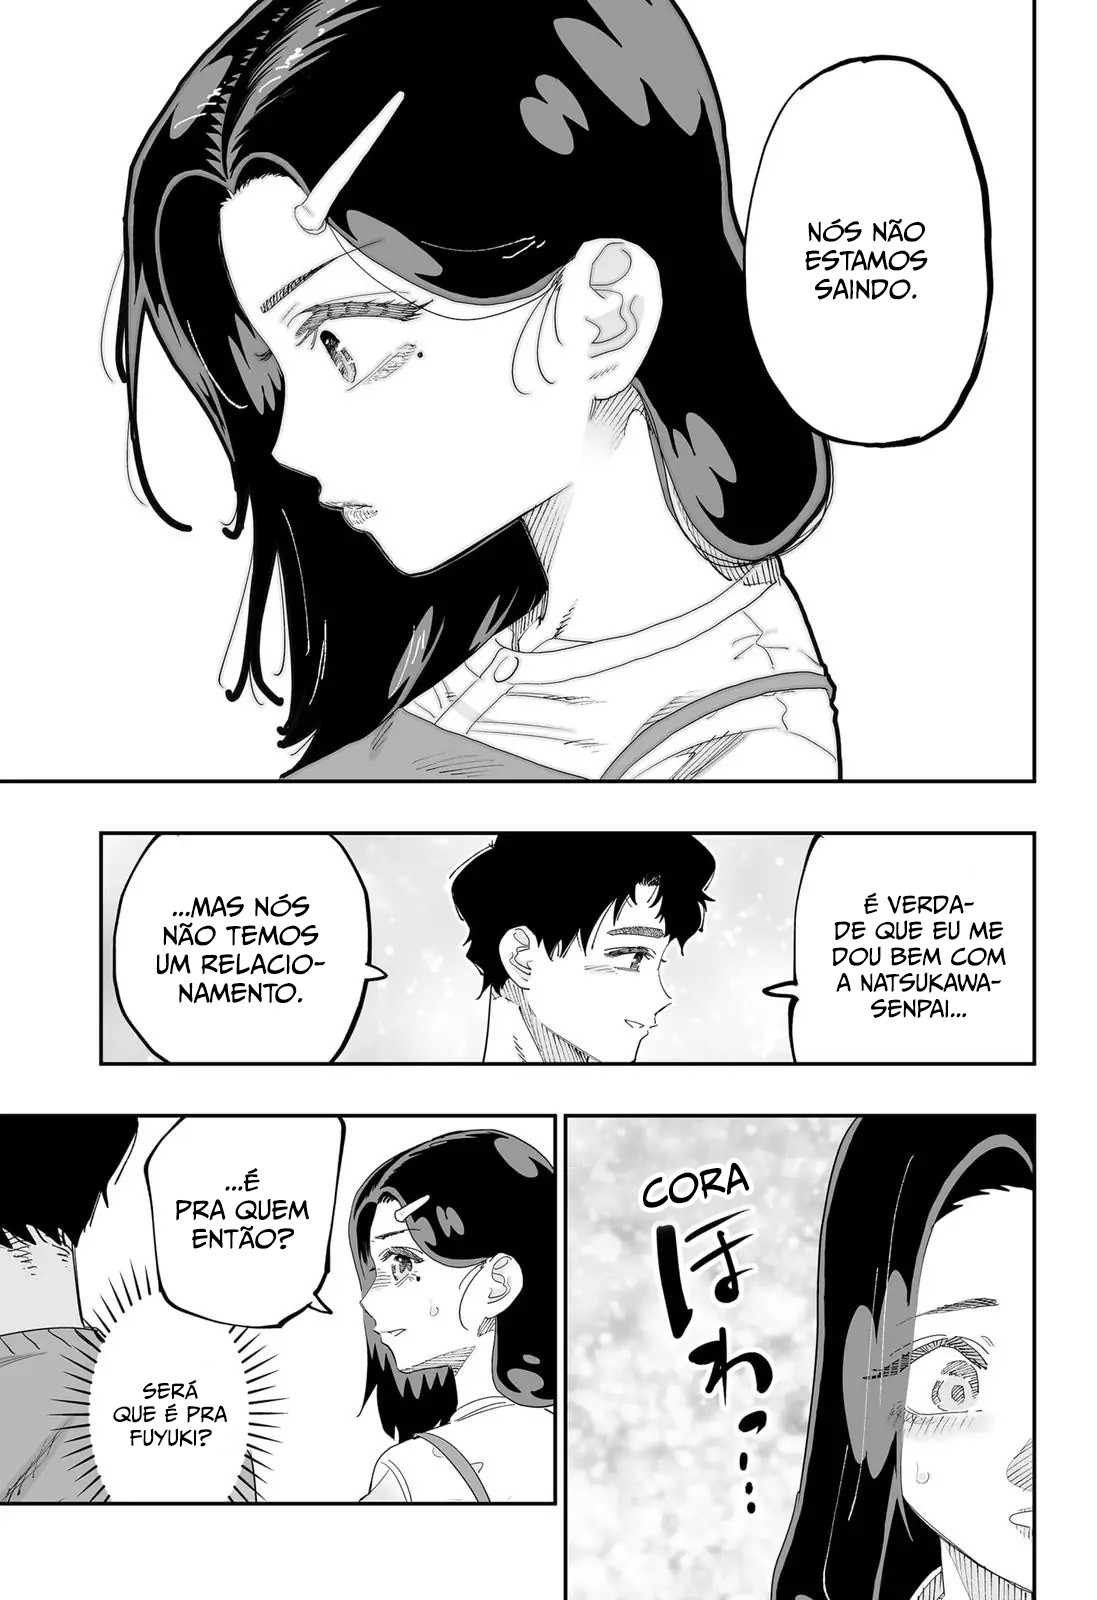 NÓS NÃO
ESTAMOS
SAINDO.
É VERDA-
DE QUE EU ME
DOU BEM COM
A NATSUKAWA-
SENPAI...
...MAS NÓS
NÃO TEMOS
UM RELACIO-
NAMENTO.
CORA
ほわ…
...É
PRA QUEM
ENTÃO?
SERÁ
QUE É PRA
FUYUKI?